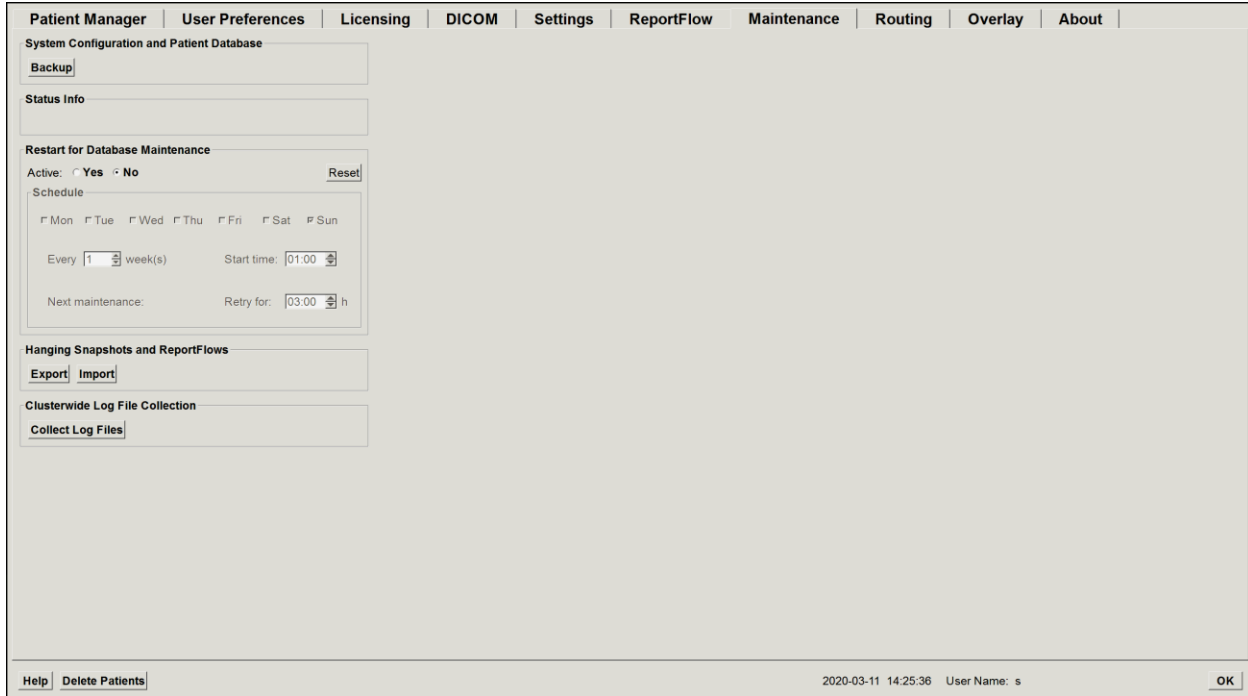 Patient Manager User Preferences Licensing DICOM Settings ReportFlow Maintenance Routing Overlay About
System Configuration and Patient Database
Backup
Status Info
Restart for Database Maintenance
Active: Yes No Reset
Schedule
Mon Tue Wed Thu Fri Sat Sun
Every 1 week(s) Start time: 01:00
Next maintenance: Retry for: 03:00 h
Hanging Snapshots and ReportFlows
Export Import
Clusterwide Log File Collection
Collect Log Files
Help Delete Patients 2020-03-11 14:25:36 User Name: s OK